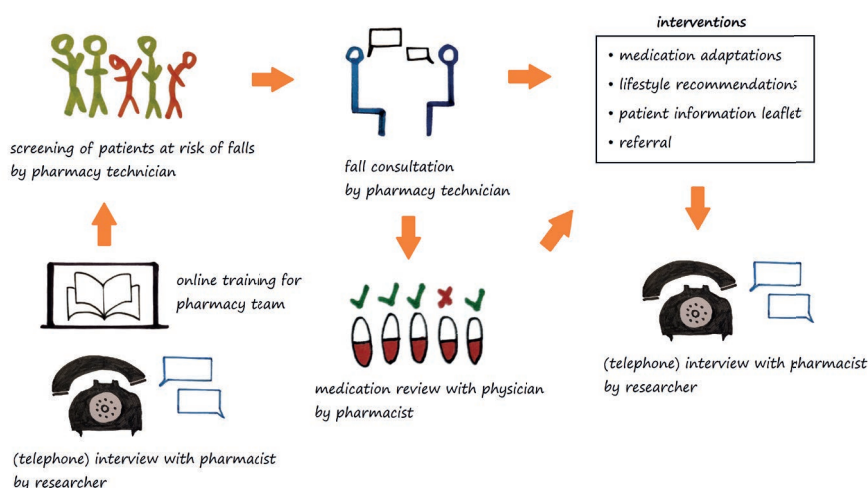 interventions
• medication adaptations
• lifestyle recommendations
• patient information leaflet
• referral
screening of patients at risk of falls
by pharmacy technician
fall consultation
by pharmacy technician
online training for
pharmacy team
medication review with physician
by pharmacist
(telephone) interview with pharmacist
by researcher
(telephone) interview with pharmacist
by researcher